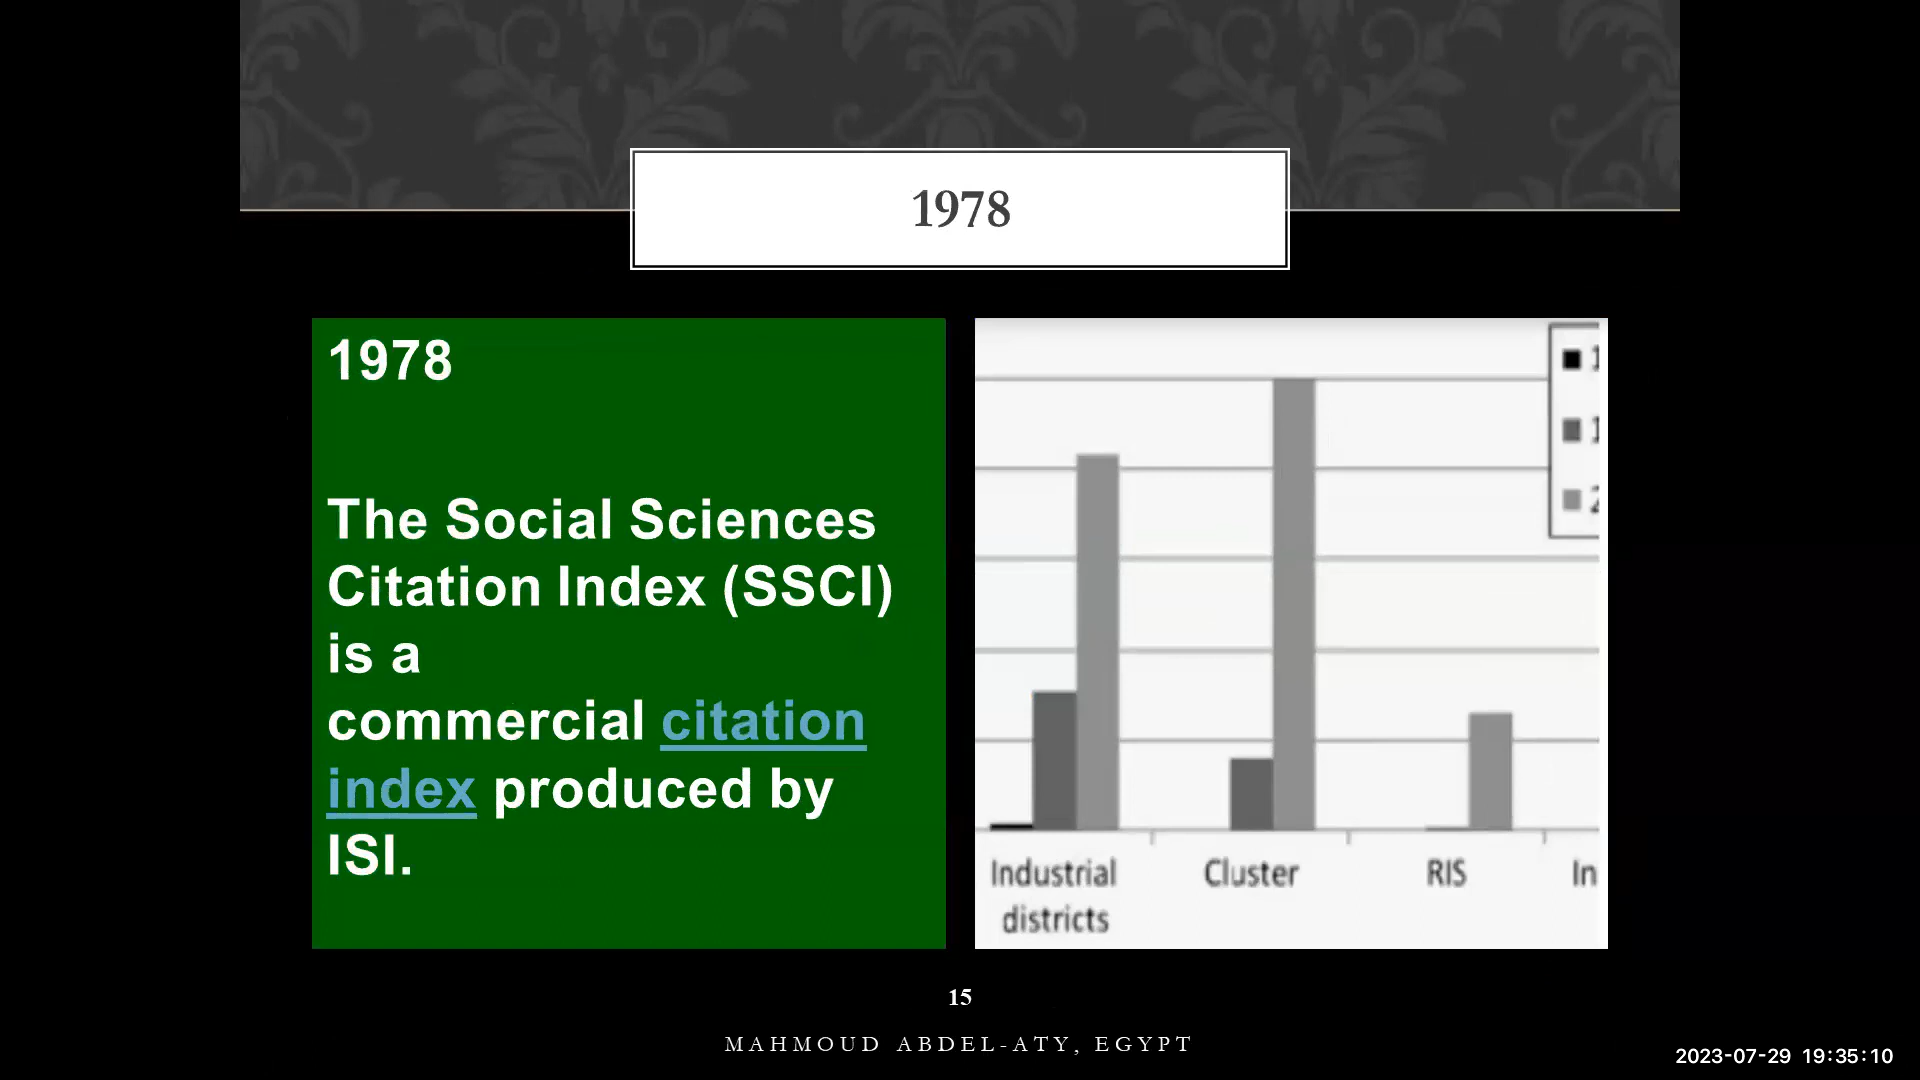 1978
1978
The Social Sciences
Citation Index (SSCI)
is a
commercial citation
index produced by
ISI.
Industrial
districts
Cluster
RIS
In
15
MAHMOUD ABDEL-ATY, EGYPT
2023-07-29 19:35:10